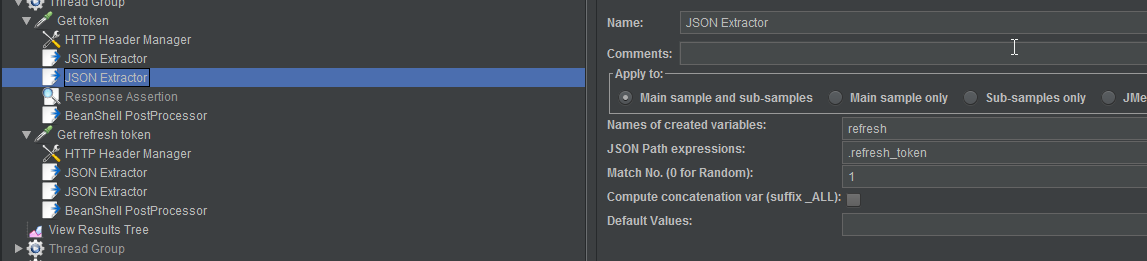 Thread Group
Get token
HTTP Header Manager
JSON Extractor
JSON Extractor
Response Assertion
BeanShell PostProcessor
Get refresh token
HTTP Header Manager
JSON Extractor
JSON Extractor
BeanShell PostProcessor
View Results Tree
Thread Group
Name: JSON Extractor
Comments:
Apply to:
Main sample and sub-samples Main sample only Sub-samples only JMe
Names of created variables: refresh
JSON Path expressions: .refresh_token
Match No. (0 for Random): 1
Compute concatenation var (suffix _ALL):
Default Values: